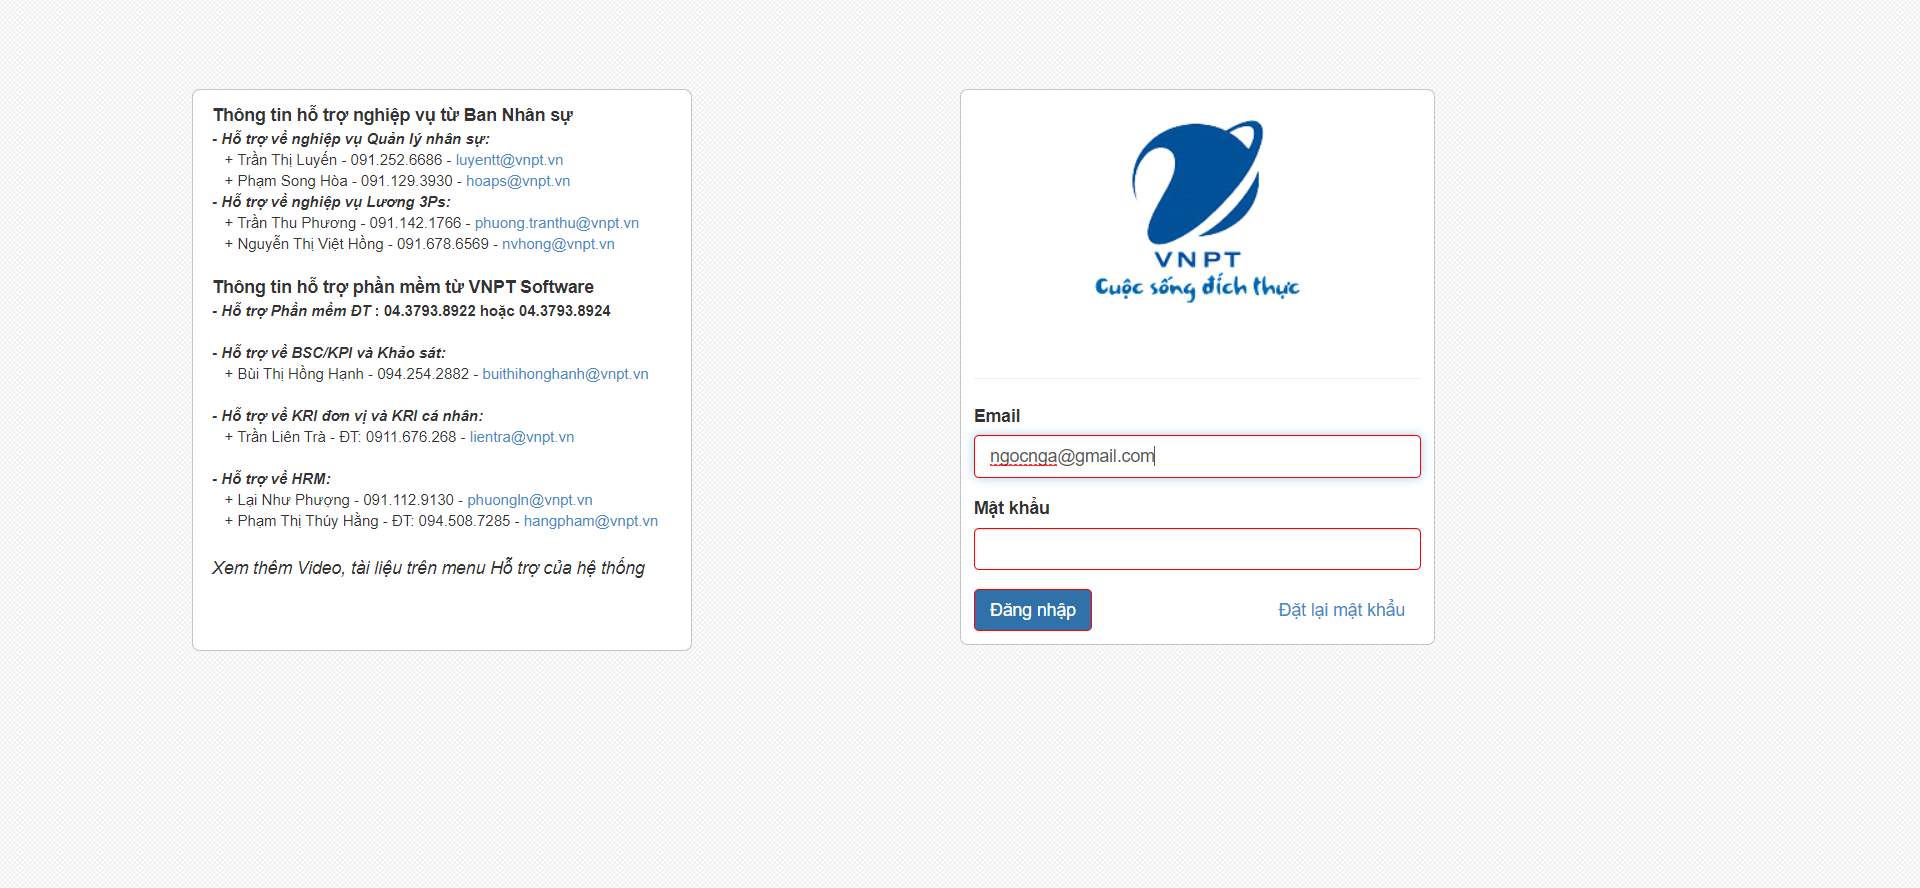 Thông tin hỗ trợ nghiệp vụ từ Ban Nhân sự
- Hỗ trợ về nghiệp vụ Quản lý nhân sự:
+ Trần Thị Luyến - 091.252.6686 - luyentt@vnpt.vn
+ Phạm Song Hòa - 091.129.3930 - hoaps@vnpt.vn
- Hỗ trợ về nghiệp vụ Lương 3Ps:
+ Trần Thu Phương - 091.142.1766 - phuong.tranthu@vnpt.vn
+ Nguyễn Thị Việt Hồng - 091.678.6569 - nvhong@vnpt.vn
Thông tin hỗ trợ phần mềm từ VNPT Software
- Hỗ trợ Phần mềm ĐT : 04.3793.8922 hoặc 04.3793.8924
- Hỗ trợ về BSC/KPI và Khảo sát:
+ Bùi Thị Hồng Hạnh - 094.254.2882 - buithihonghanh@vnpt.vn
- Hỗ trợ về KRI đơn vị và KRI cá nhân:
+ Trần Liên Trà - ĐT: 0911.676.268 - lientra@vnpt.vn
- Hỗ trợ về HRM:
+ Lại Như Phượng - 091.112.9130 - phuongln@vnpt.vn
+ Phạm Thị Thúy Hằng - ĐT: 094.508.7285 - hangpham@vnpt.vn
Xem thêm Video, tài liệu trên menu Hỗ trợ của hệ thống
VNPT
Cuộc sống đích thực
Email
ngocnga@gmail.com
Mật khẩu
Đăng nhập
Đặt lại mật khẩu